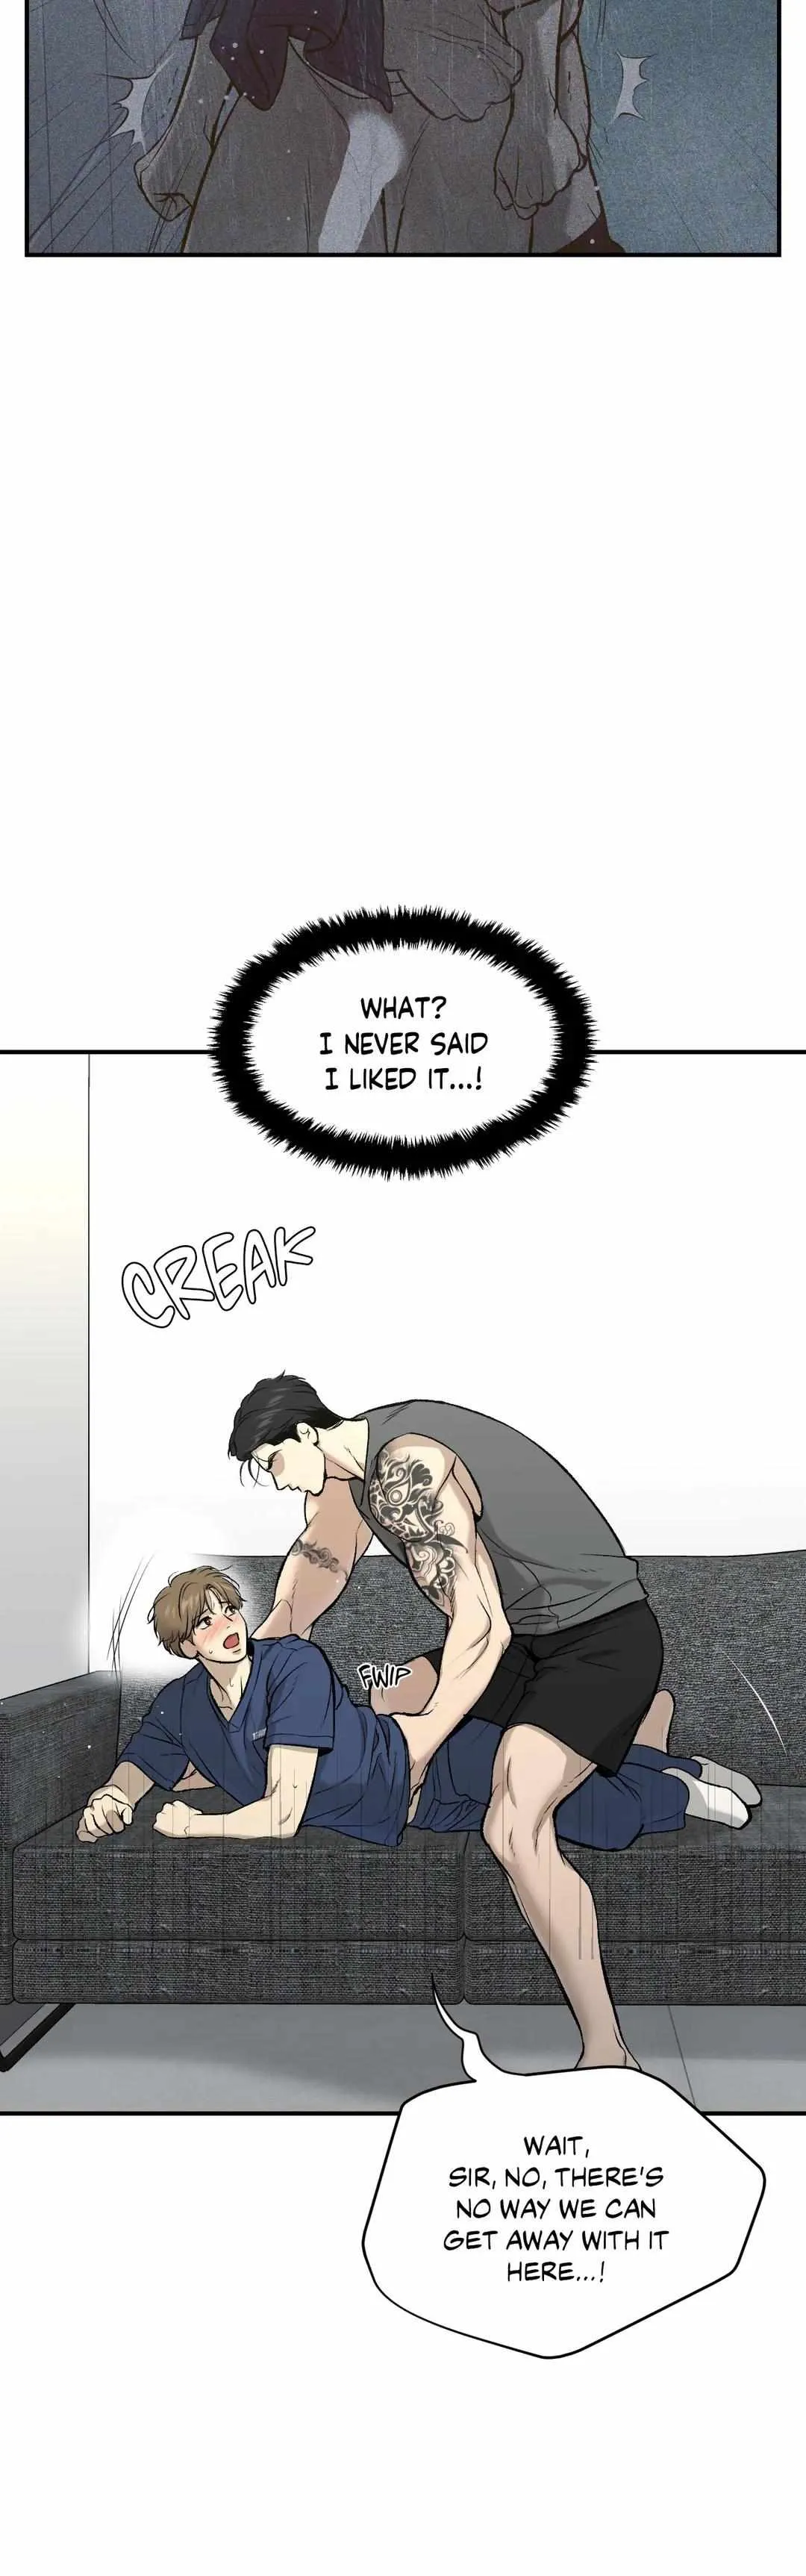 WHAT?
I NEVER SAID
I LIKED IT...!
CREAK
FWIP
WAIT,
SIR, NO, THERE'S
NO WAY WE CAN
GET AWAY WITH IT
HERE...!